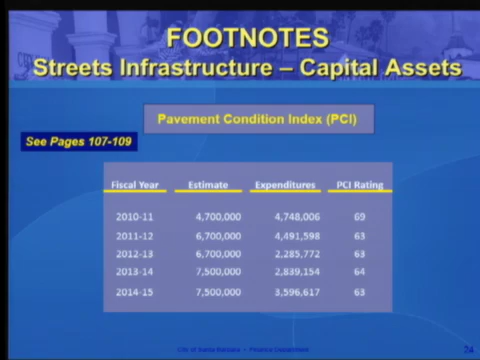 FOOTNOTES
Streets Infrastructure – Capital Assets
Pavement Condition Index (PCI)
See Pages 107-109
Fiscal Year Estimate Expenditures PCI Rating
2010-11 4,700,000 4,748,006 69
2011-12 6,700,000 4,491,598 63
2012-13 6,700,000 2,285,772 63
2013-14 7,500,000 2,839,154 64
2014-15 7,500,000 3,596,617 63
City of Santa Barbara • Finance Department
24